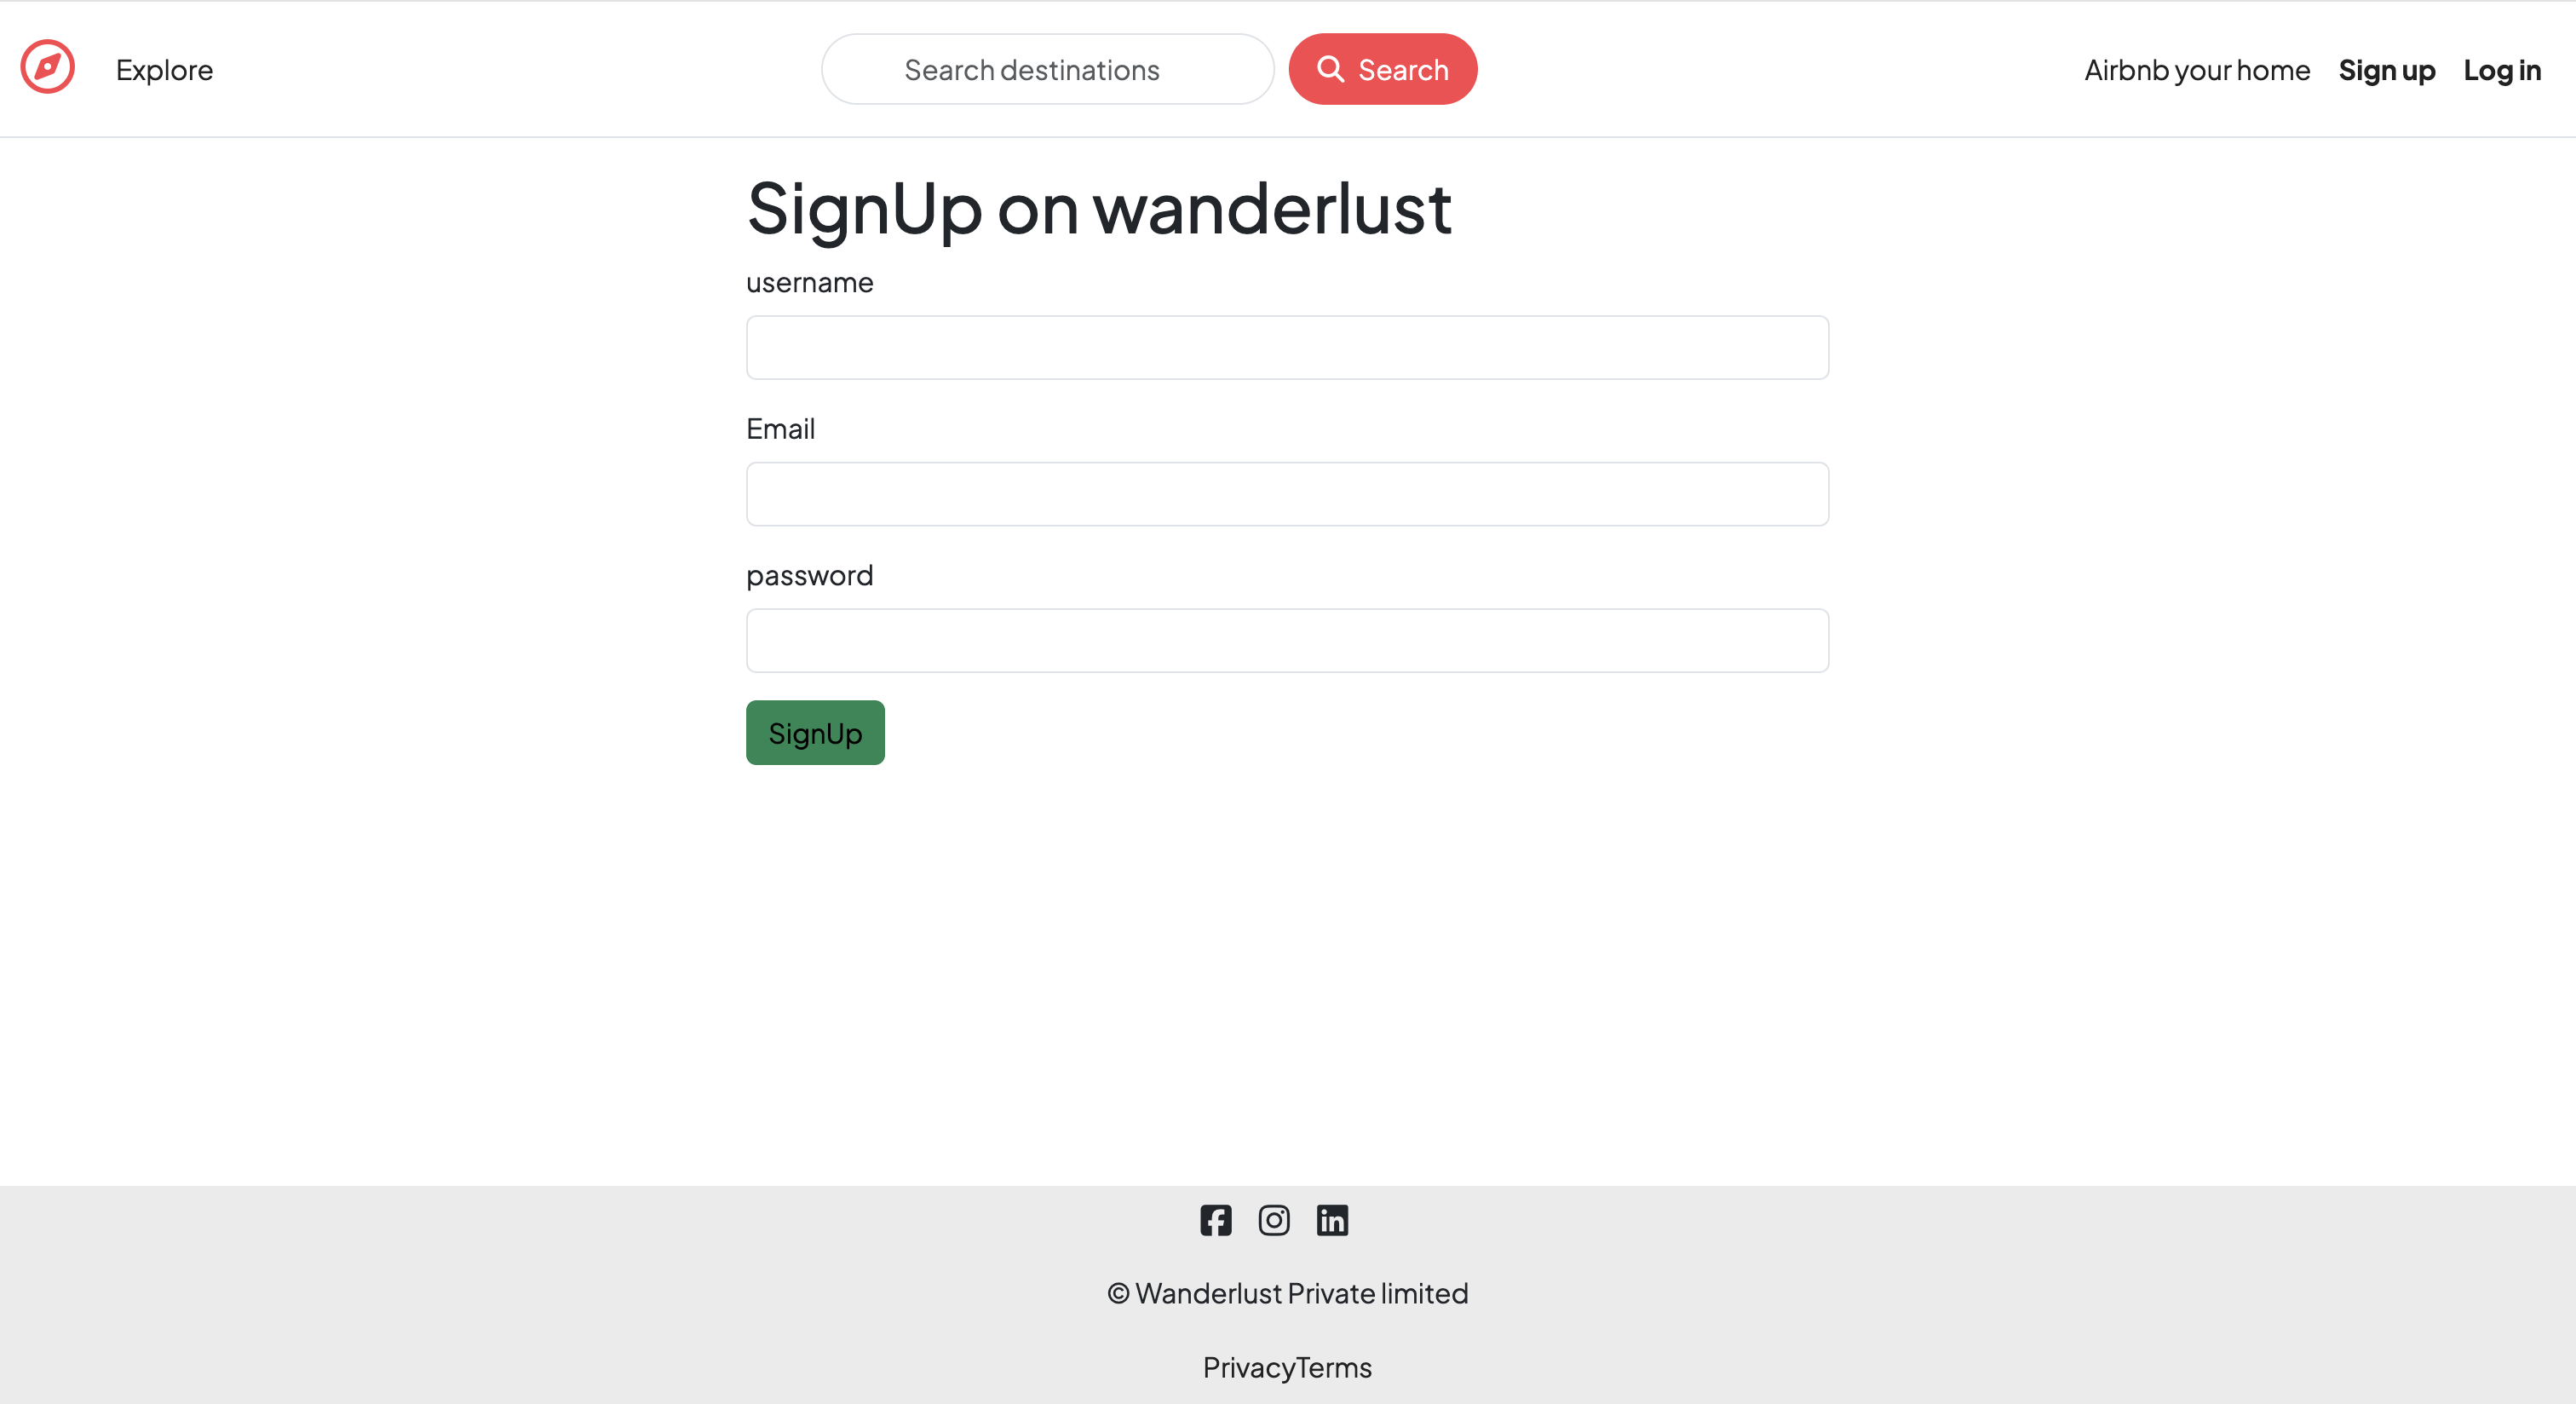 Explore Search destinations Search Airbnb your home Sign up Log in
SignUp on wanderlust
username
Email
password
SignUp
© Wanderlust Private limited
PrivacyTerms